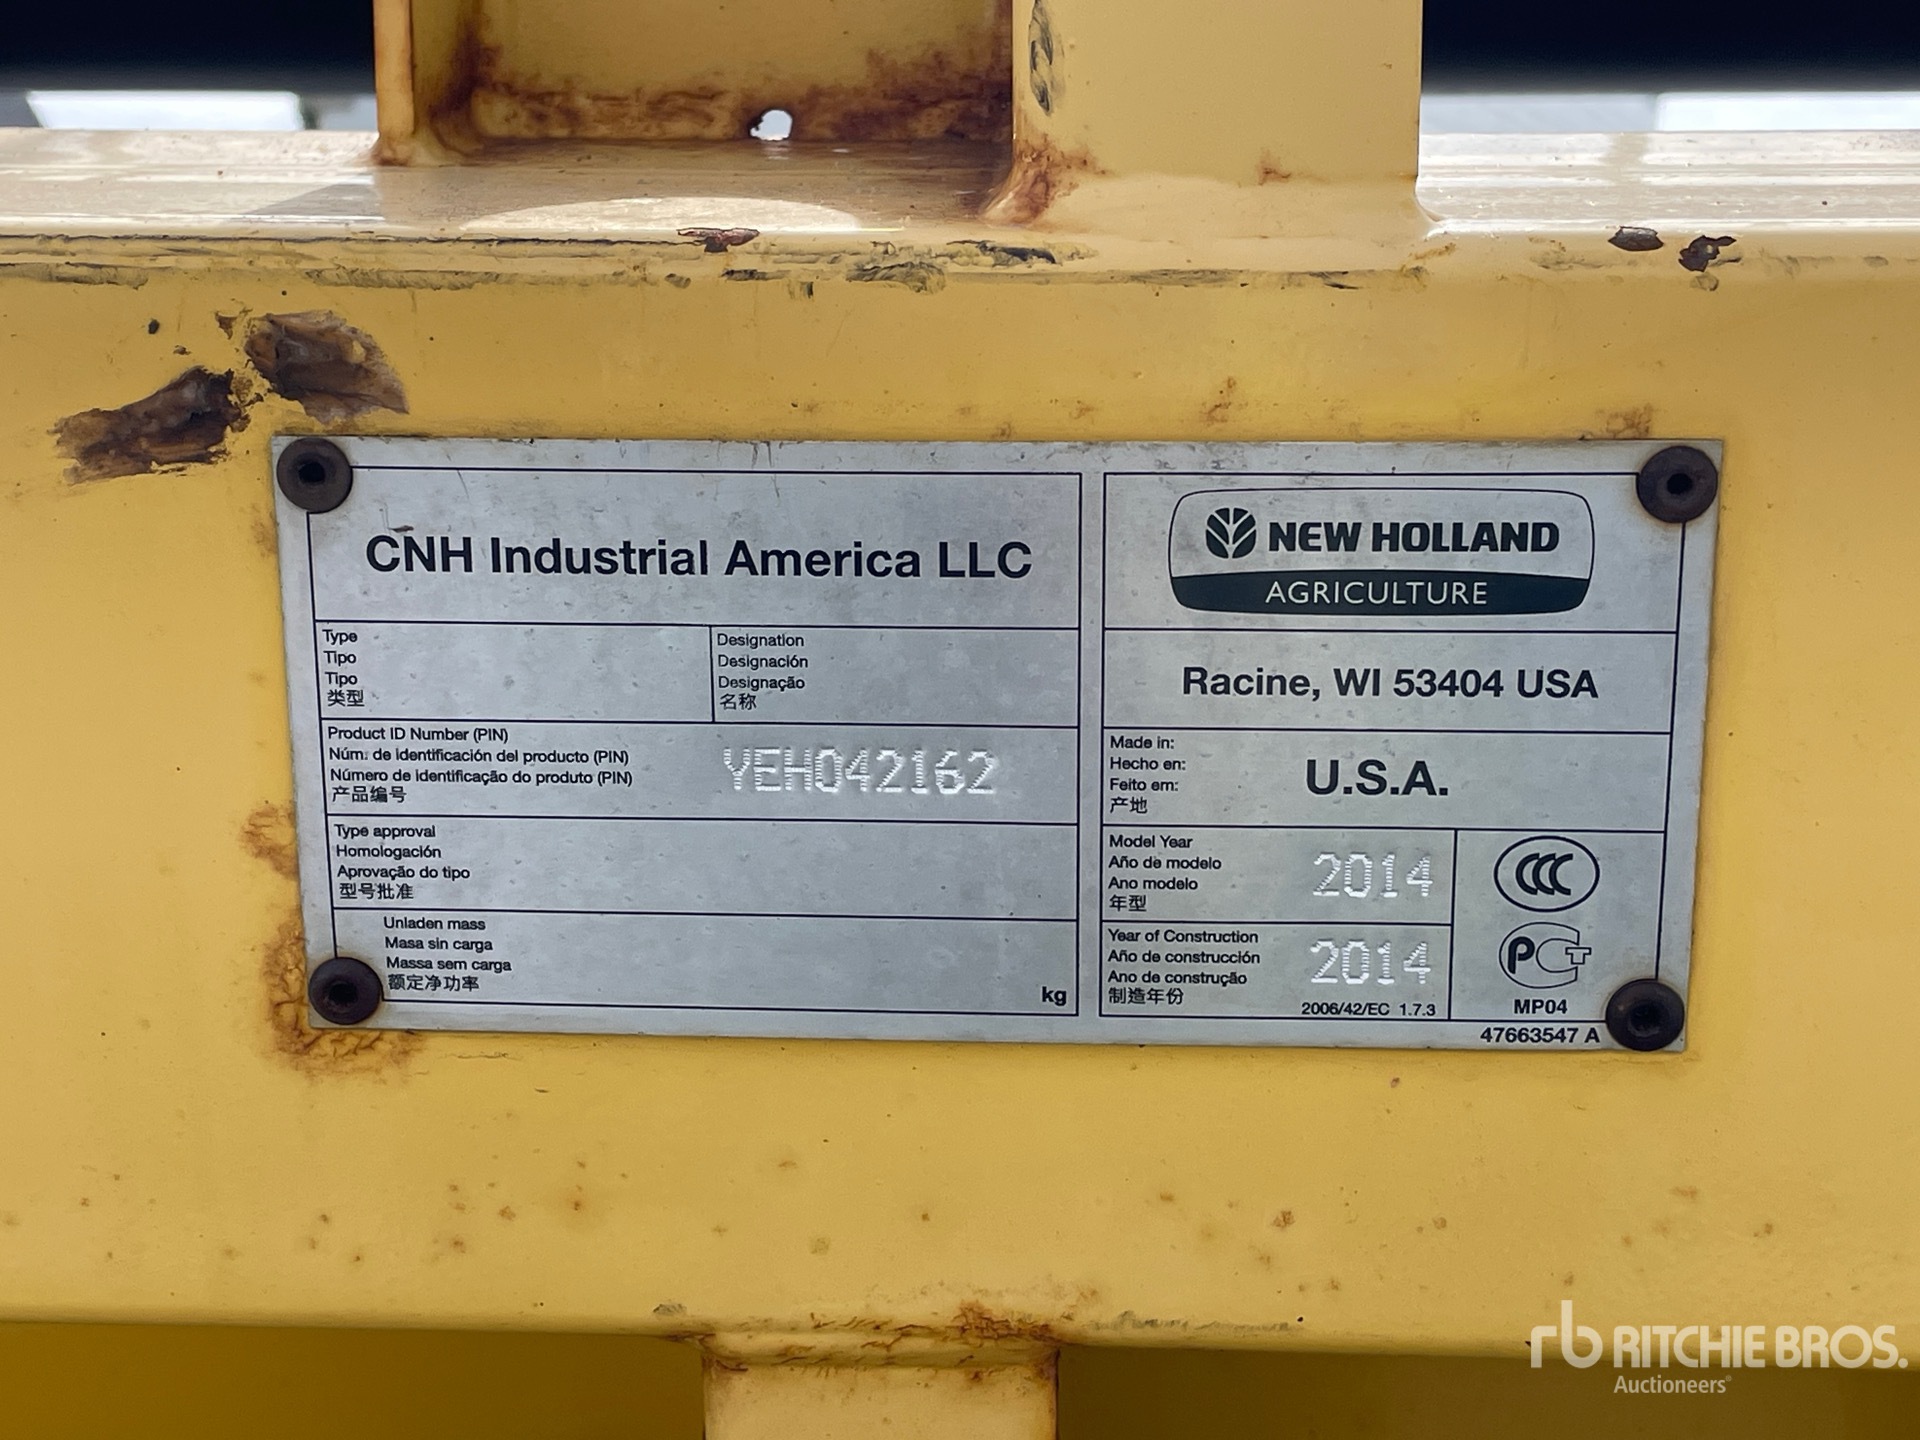 CNH Industrial America LLC
Type
Tipo
Tipo
类型
Designation
Designación
Designação
名称
Product ID Number (PIN)
Núm. de identificación del producto (PIN)
Número de identificação do produto (PIN)
产品编号
YEH042162
Type approval
Homologación
Aprovação do tipo
型号批准
Unladen mass
Masa sin carga
Massa sem carga
额定净功率
kg
NEW HOLLAND
AGRICULTURE
Racine, WI 53404 USA
Made in:
Hecho en:
Feito em:
产地
U.S.A.
Model Year
Año de modelo
Ano modelo
年型
2014
Year of Construction
Año de construcción
Ano de construção
制造年份
2014
2006/42/EC 1.7.3
CCC
PCT
MP04
47663547 A
rb RITCHIE BROS.
Auctioneers®